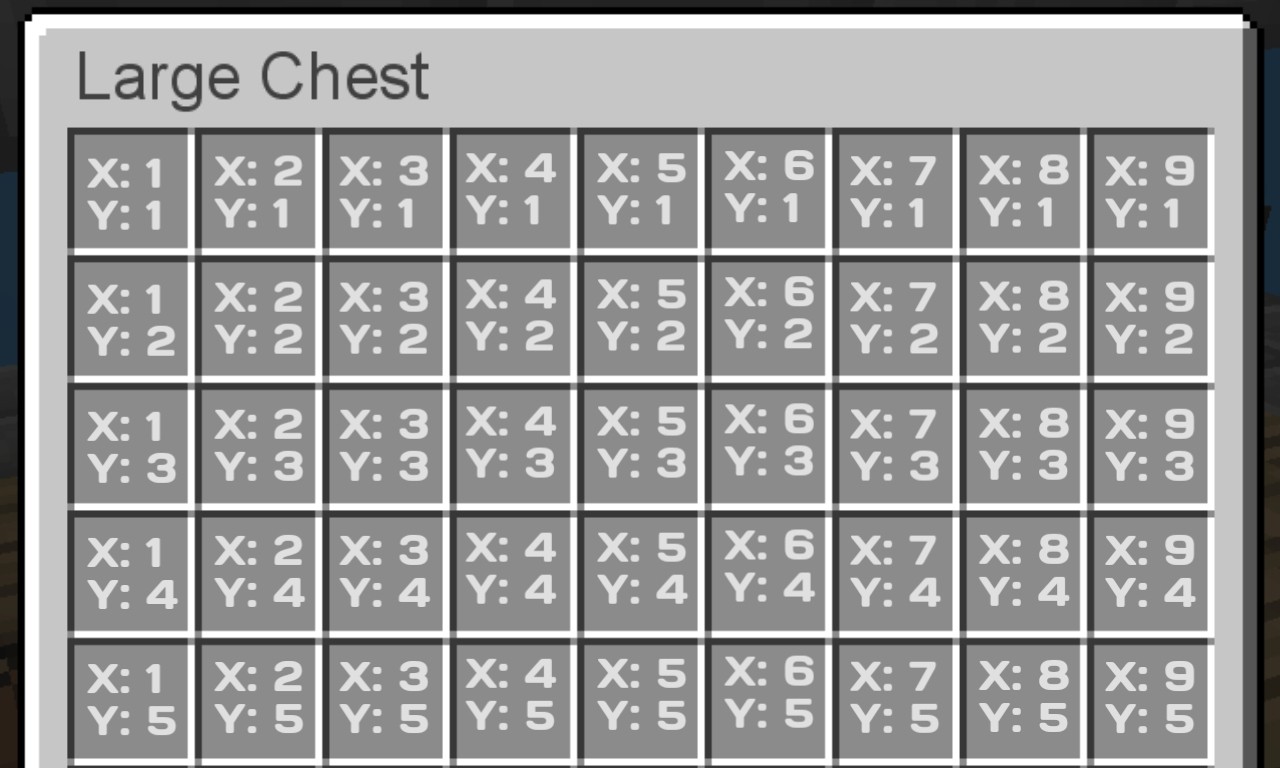 Large Chest
X: 1 X: 2 X: 3 X: 4 X: 5 X: 6 X: 7 X: 8 X: 9
Y: 1 Y: 1 Y: 1 Y: 1 Y: 1 Y: 1 Y: 1 Y: 1 Y: 1
X: 1 X: 2 X: 3 X: 4 X: 5 X: 6 X: 7 X: 8 X: 9
Y: 2 Y: 2 Y: 2 Y: 2 Y: 2 Y: 2 Y: 2 Y: 2 Y: 2
X: 1 X: 2 X: 3 X: 4 X: 5 X: 6 X: 7 X: 8 X: 9
Y: 3 Y: 3 Y: 3 Y: 3 Y: 3 Y: 3 Y: 3 Y: 3 Y: 3
X: 1 X: 2 X: 3 X: 4 X: 5 X: 6 X: 7 X: 8 X: 9
Y: 4 Y: 4 Y: 4 Y: 4 Y: 4 Y: 4 Y: 4 Y: 4 Y: 4
X: 1 X: 2 X: 3 X: 4 X: 5 X: 6 X: 7 X: 8 X: 9
Y: 5 Y: 5 Y: 5 Y: 5 Y: 5 Y: 5 Y: 5 Y: 5 Y: 5